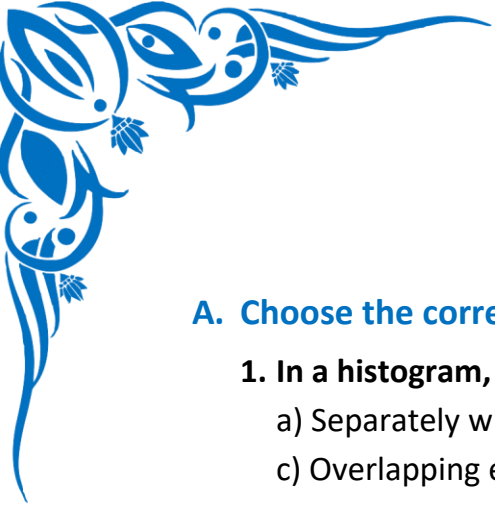 A. Choose the corre
1. In a histogram,
a) Separately w
c) Overlapping